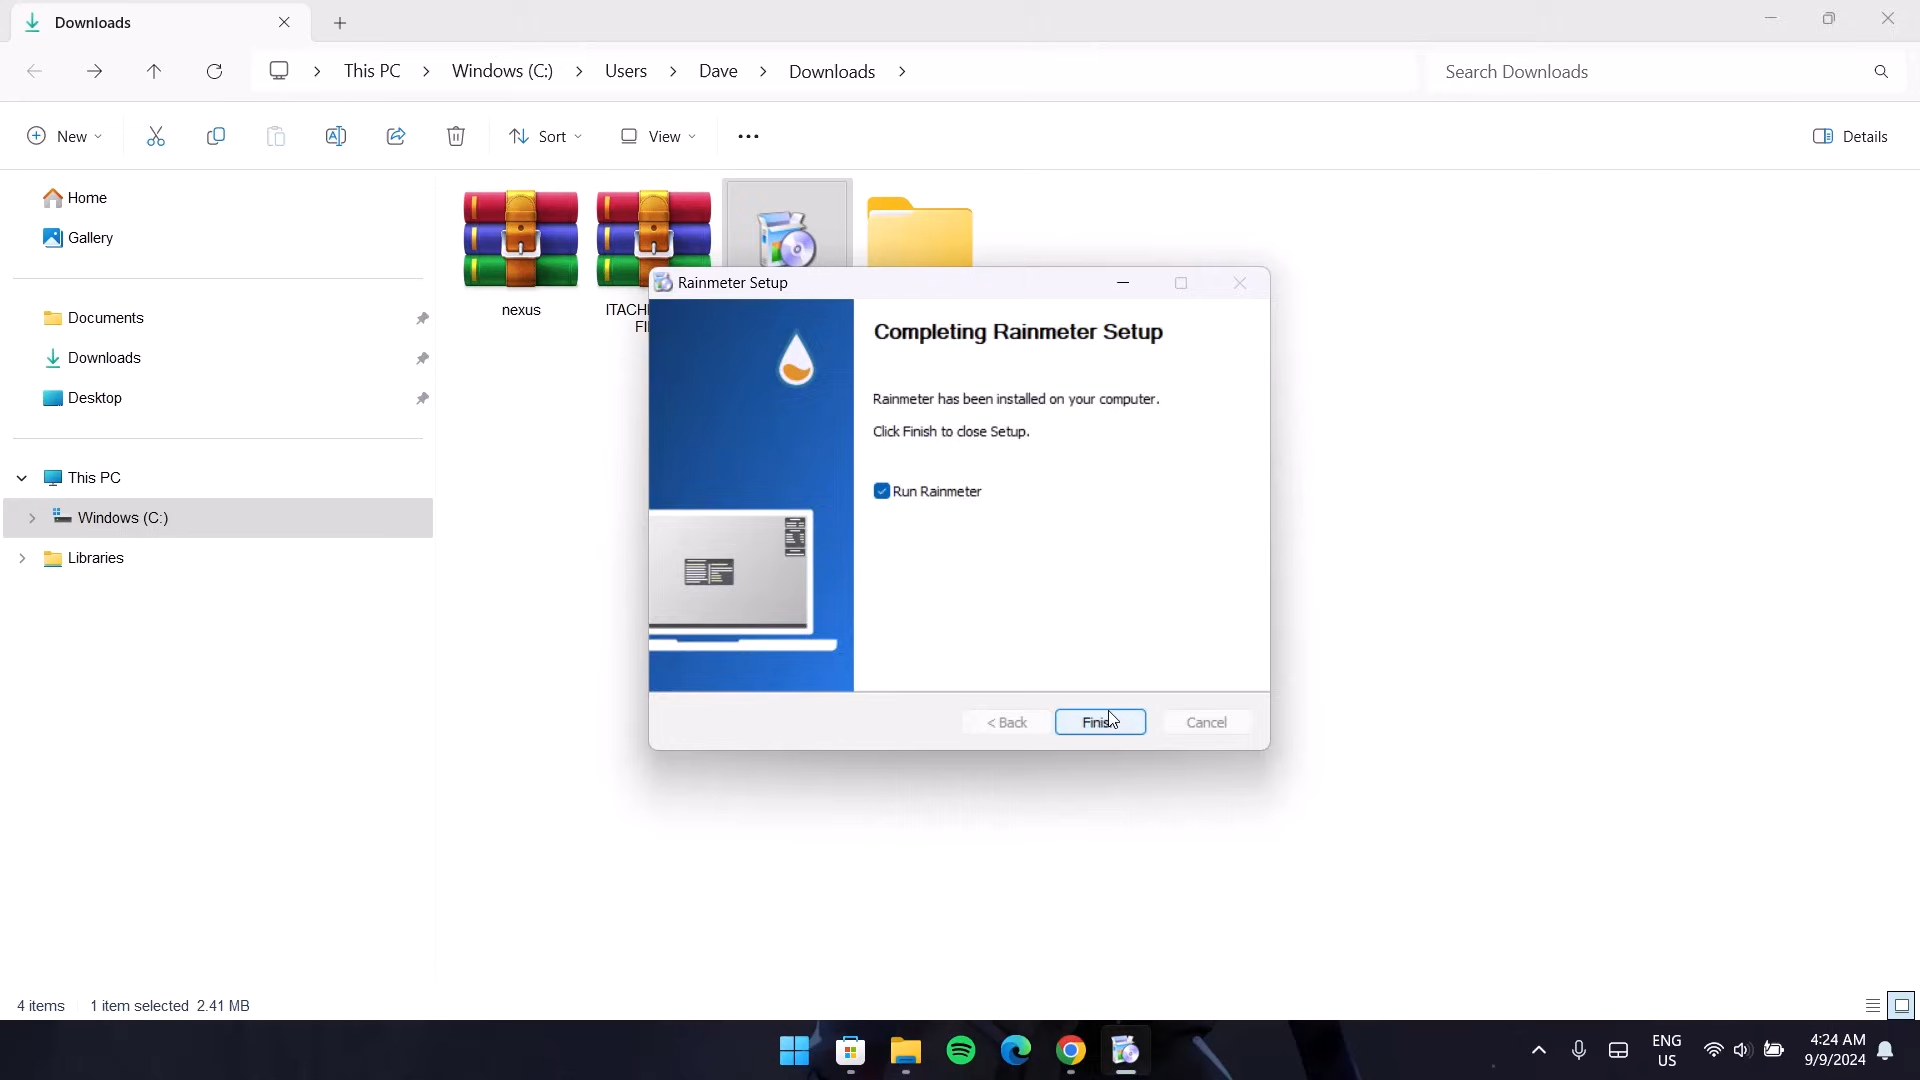 Downloads
This PC
Windows (C:)
Users
Dave
Downloads
Search Downloads
New
Sort
View
Details
Home
Gallery
Documents
Downloads
Desktop
This PC
Windows (C:)
Libraries
nexus
Rainmeter Setup
Completing Rainmeter Setup
Rainmeter has been installed on your computer.
Click Finish to close Setup.
Run Rainmeter
< Back
Finish
Cancel
4 items
1 item selected 2.41 MB
ENG
US
4:24 AM
9/9/2024